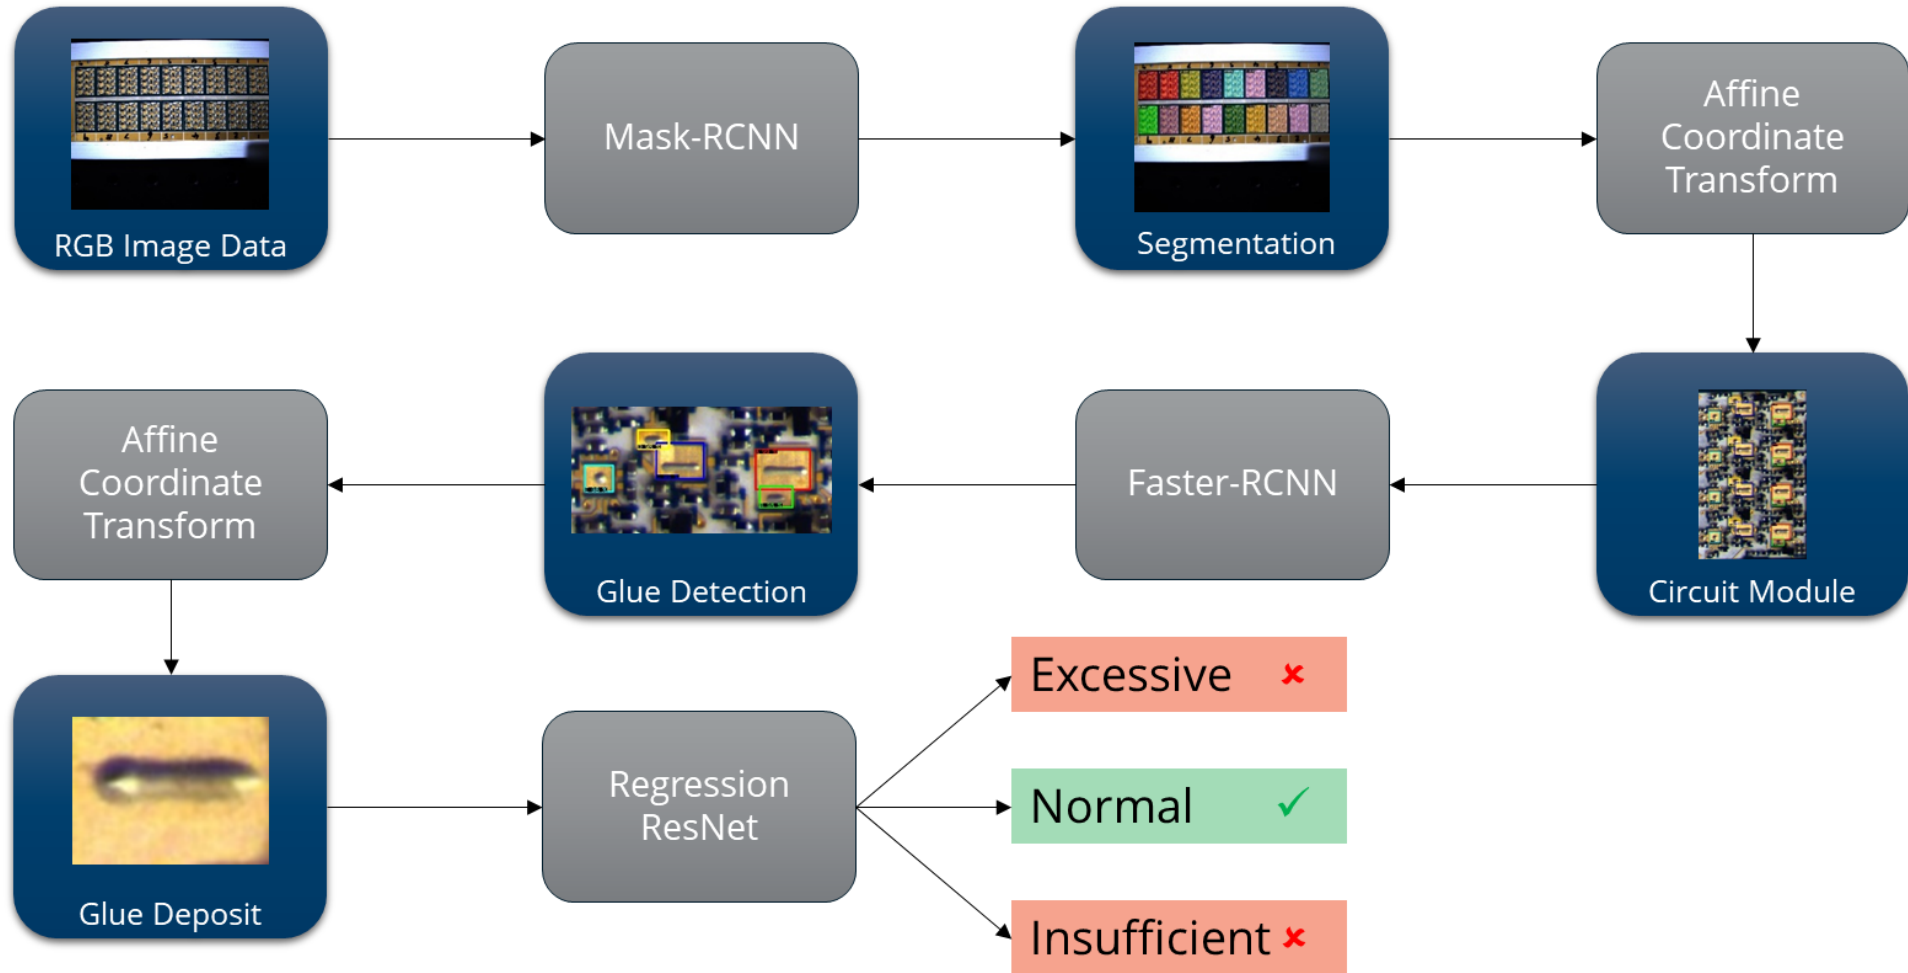 RGB Image Data
Mask-RCNN
Segmentation
Affine
Coordinate
Transform
Circuit Module
Faster-RCNN
Glue Detection
Affine
Coordinate
Transform
Glue Deposit
Regression
ResNet
Excessive ✘
Normal ✓
Insufficient ✘